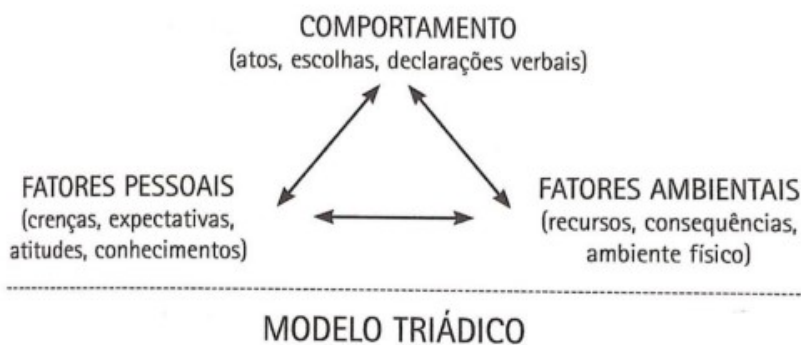 COMPORTAMENTO
(atos, escolhas, declarações verbais)
FATORES PESSOAIS
(crenças, expectativas,
atitudes, conhecimentos)
FATORES AMBIENTAIS
(recursos, consequências,
ambiente físico)
MODELO TRIÁDICO